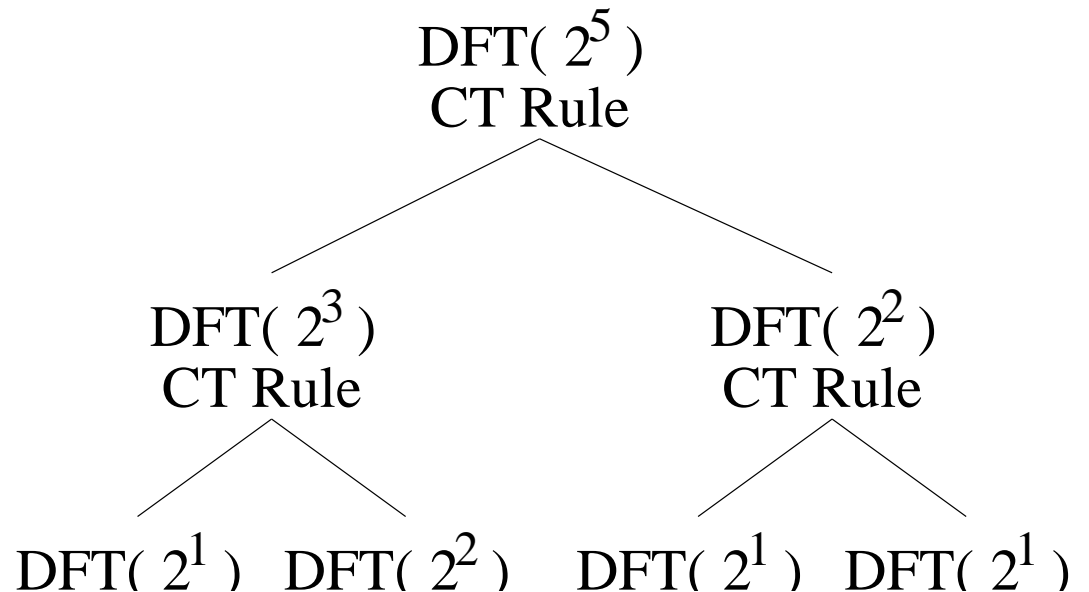 DFT( 2^5 )
CT Rule
DFT( 2^3 ) DFT( 2^2 )
CT Rule CT Rule
DFT( 2^1 ) DFT( 2^2 ) DFT( 2^1 ) DFT( 2^1 )